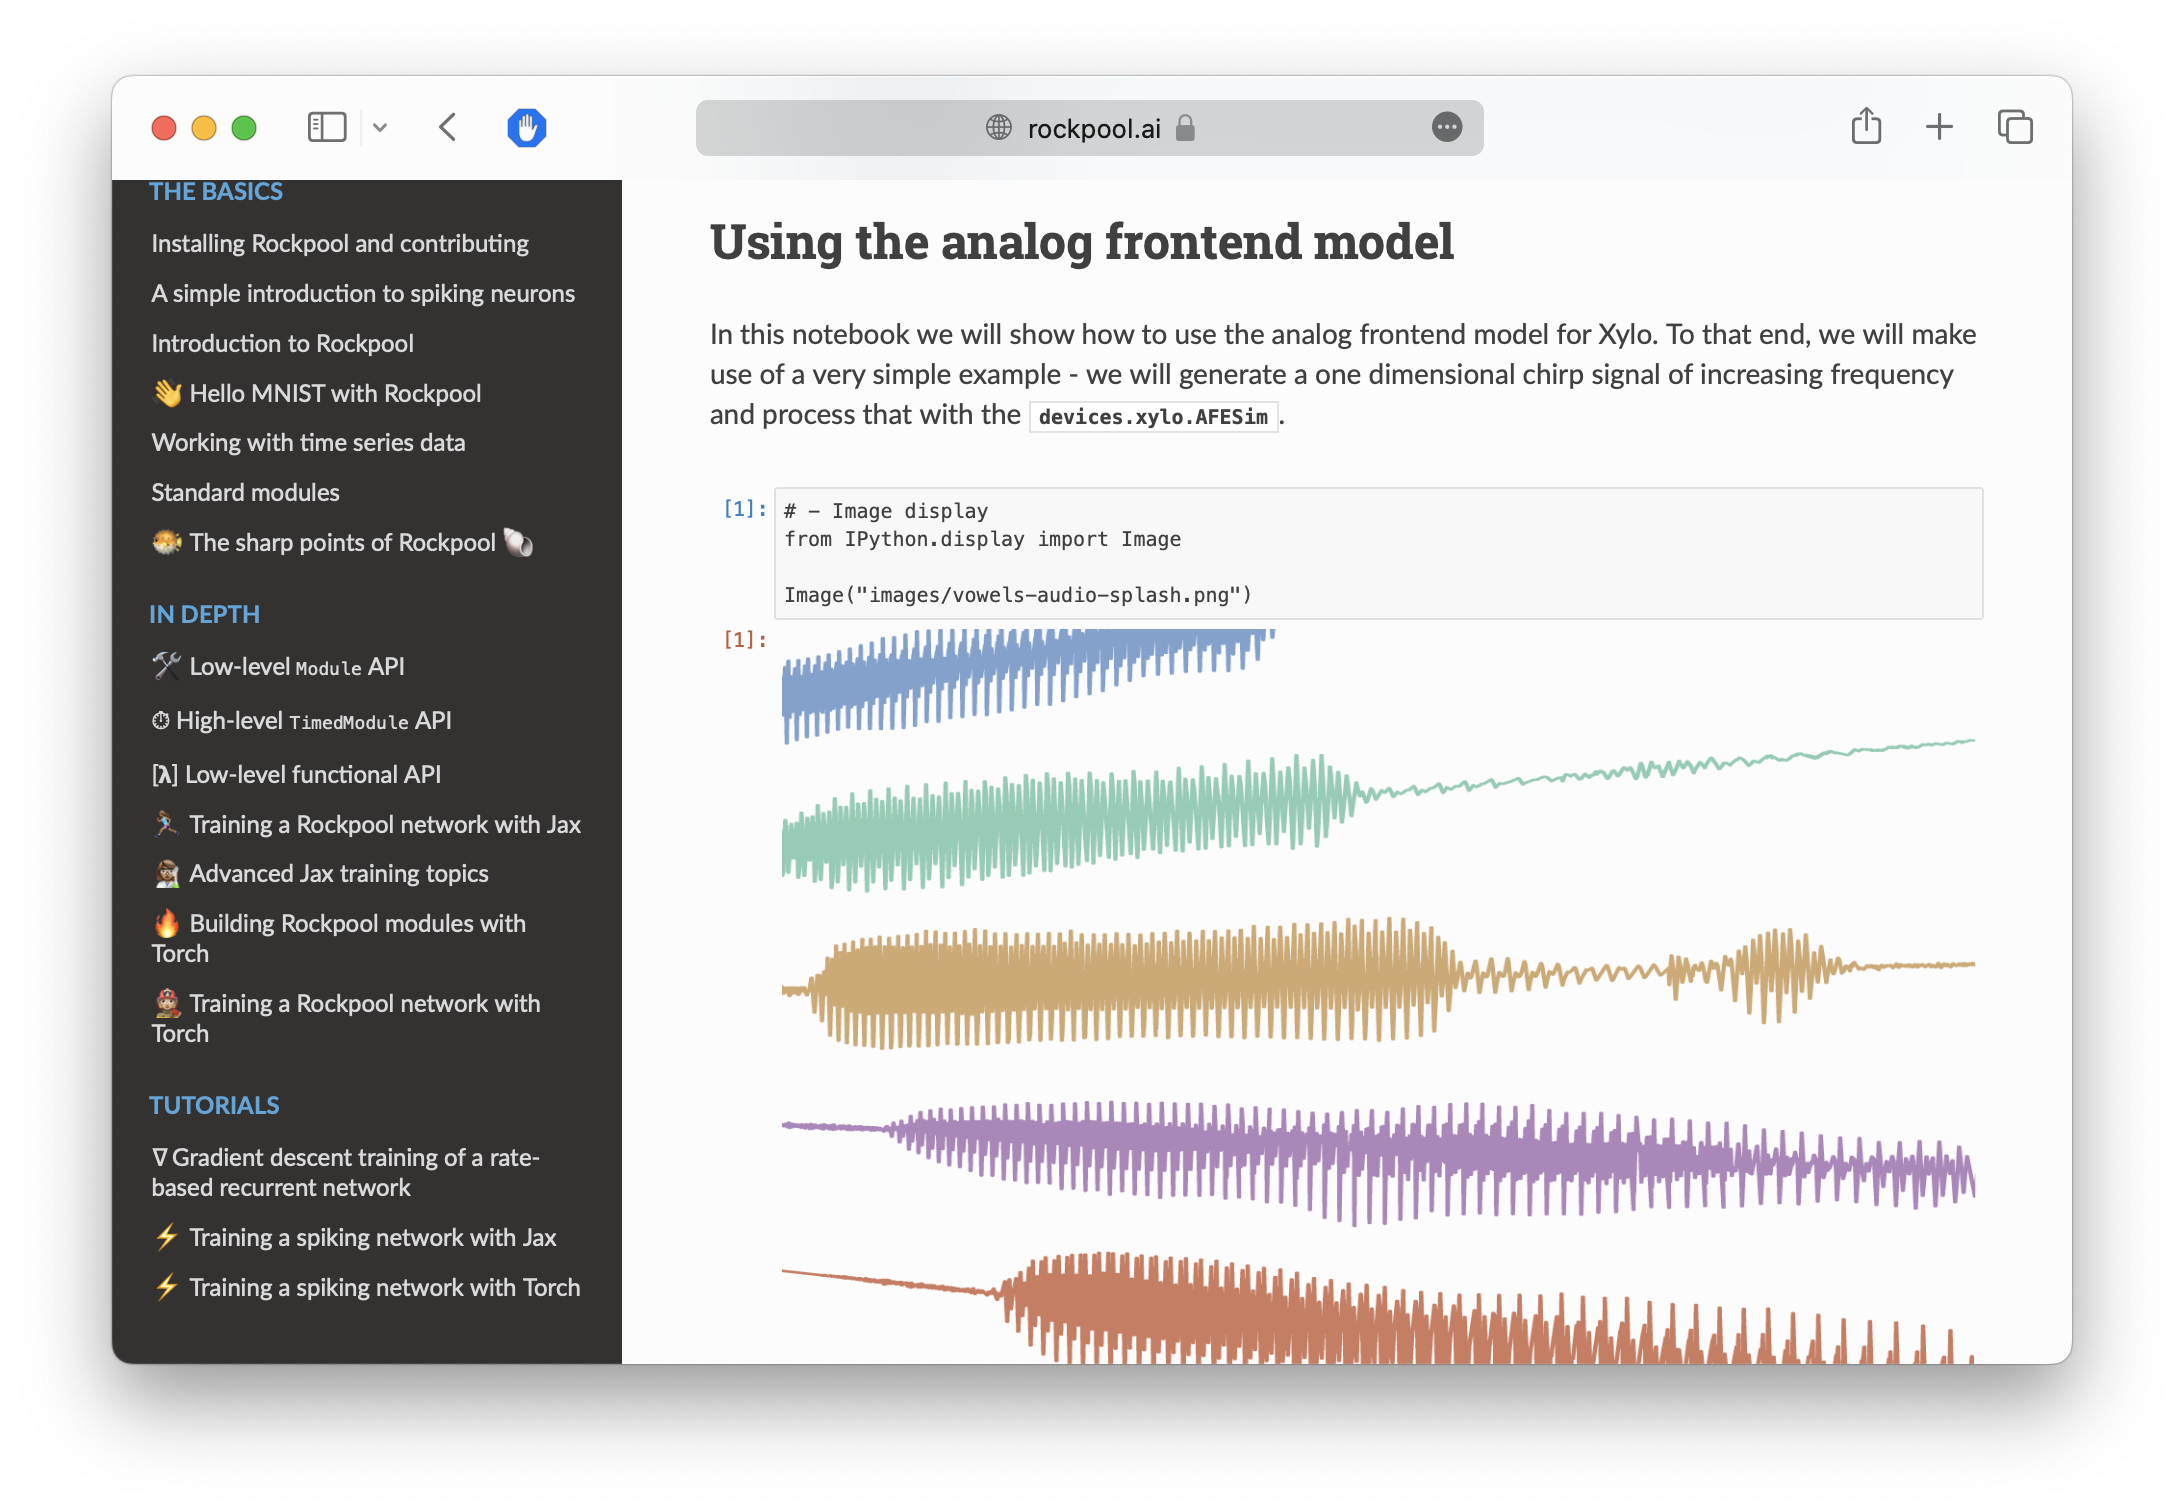 rockpool.ai
THE BASICS
Installing Rockpool and contributing
A simple introduction to spiking neurons
Introduction to Rockpool
👋 Hello MNIST with Rockpool
Working with time series data
Standard modules
🐡 The sharp points of Rockpool 🐚
IN DEPTH
🛠 Low-level Module API
⏱ High-level TimedModule API
[λ] Low-level functional API
🏃🏽‍♀️ Training a Rockpool network with Jax
👩🏽‍🔬 Advanced Jax training topics
🔥 Building Rockpool modules with
Torch
👩🏼‍🚒 Training a Rockpool network with
Torch
TUTORIALS
∇ Gradient descent training of a rate-
based recurrent network
⚡ Training a spiking network with Jax
⚡ Training a spiking network with Torch
Using the analog frontend model
In this notebook we will show how to use the analog frontend model for Xylo. To that end, we will make
use of a very simple example - we will generate a one dimensional chirp signal of increasing frequency
and process that with the devices.xylo.AFESim .
[1]: # - Image display
from IPython.display import Image
Image("images/vowels-audio-splash.png")
[1]: